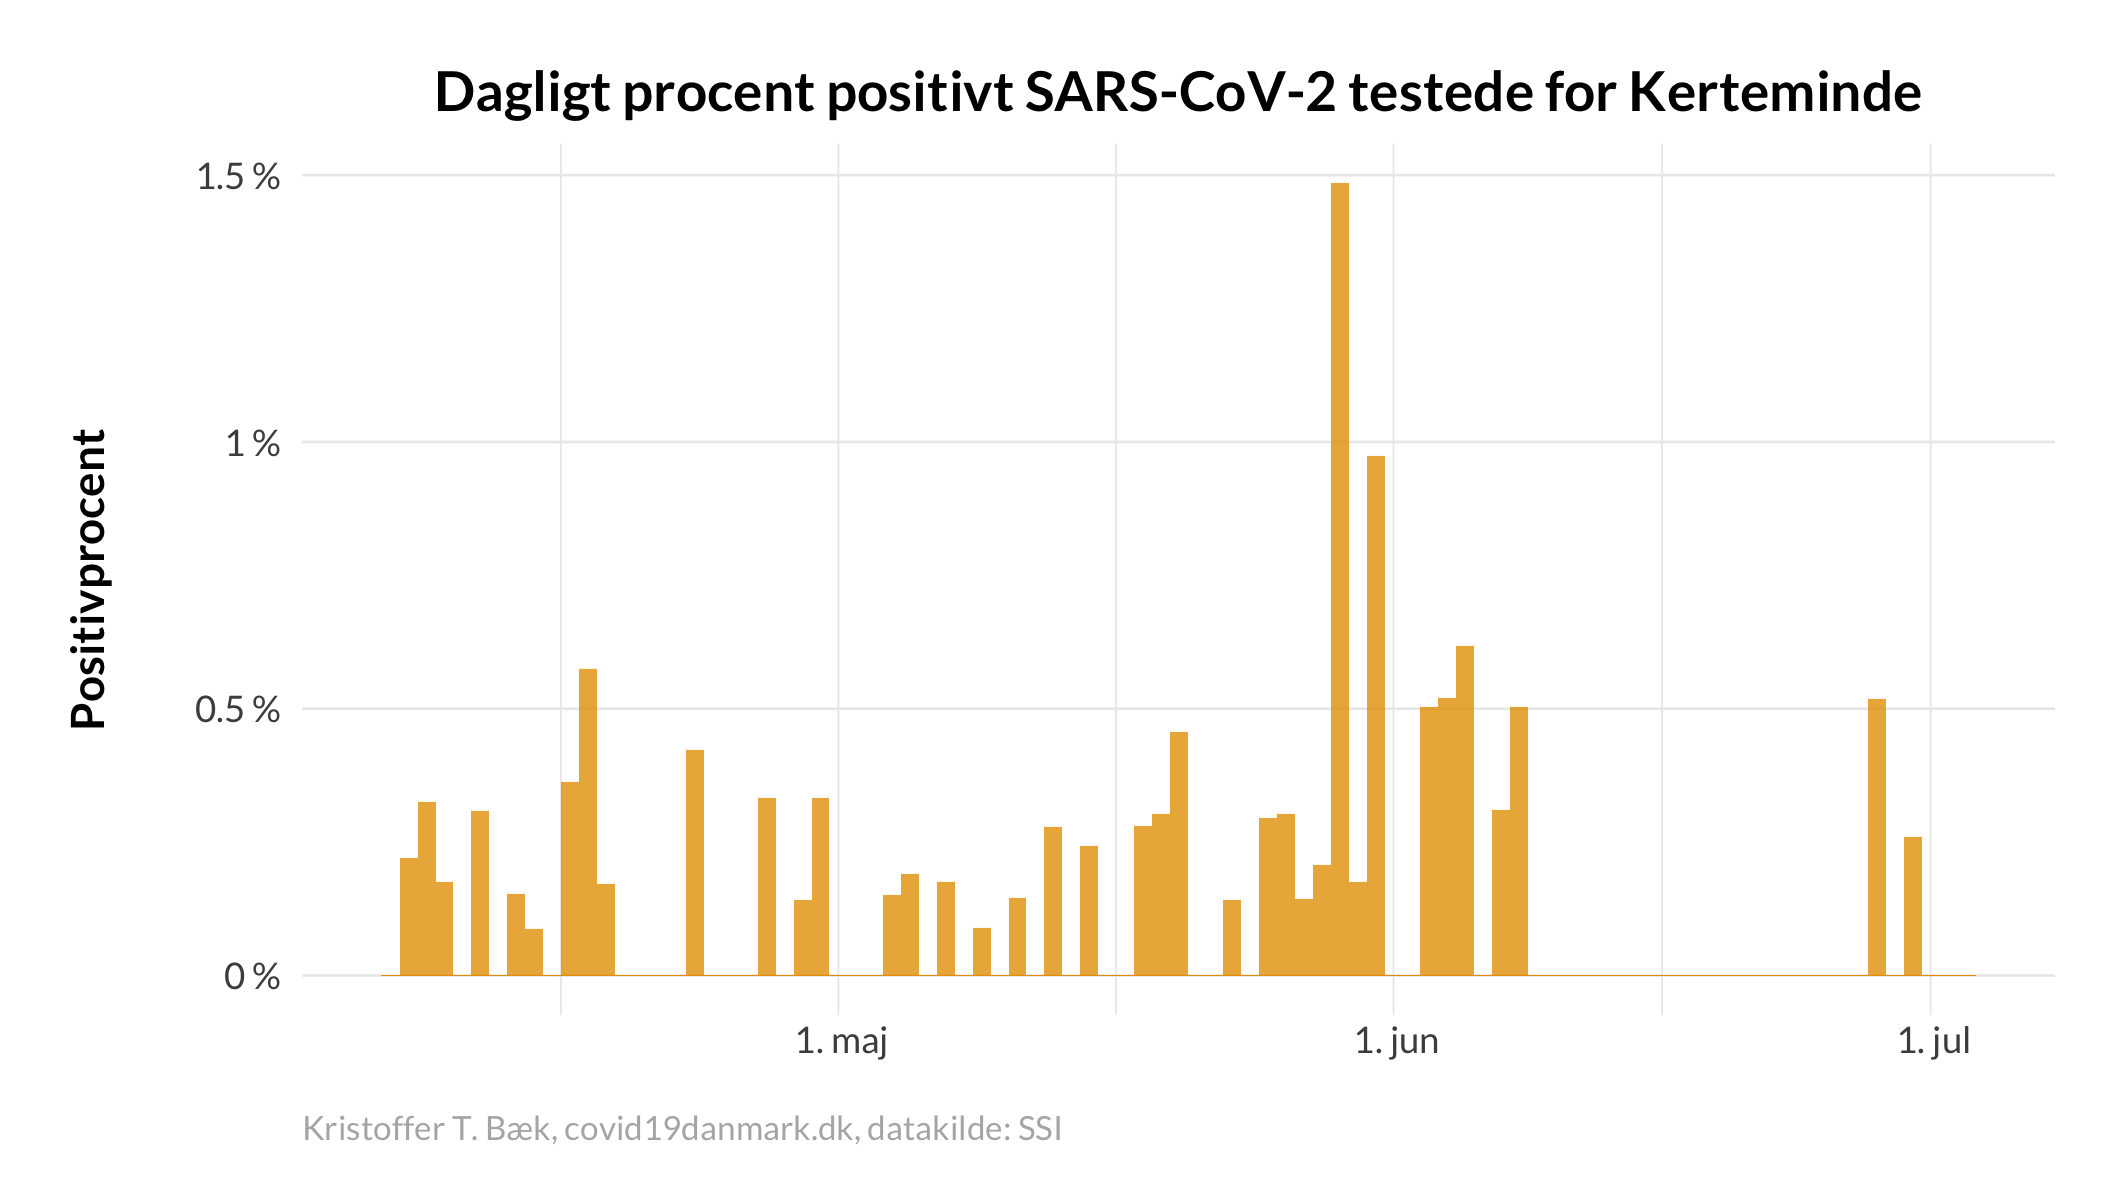 Dagligt procent positivt SARS-CoV-2 testede for Kerteminde
Positivprocent
1.5 %
1 %
0.5 %
0 %
1. maj
1. jun
1. jul
Kristoffer T. Bæk, covid19danmark.dk, datakilde: SSI